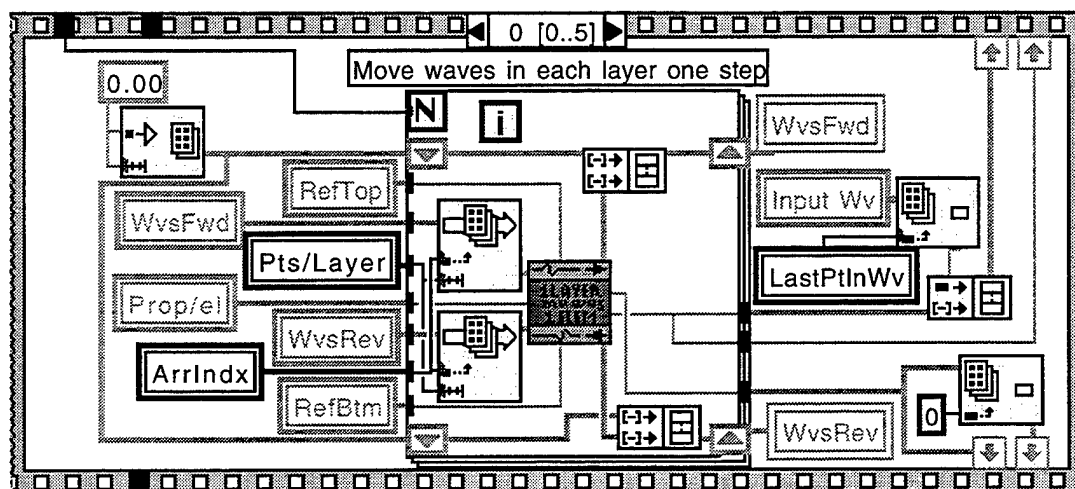 0 [0..5]
Move waves in each layer one step
0.00
N
i
WvsFwd
RefTop
Input Wv
WvsFwd
Pts/Layer
LastPtInWv
Prop/el
WvsRev
ArrIndx
RefBtm
0
WvsRev